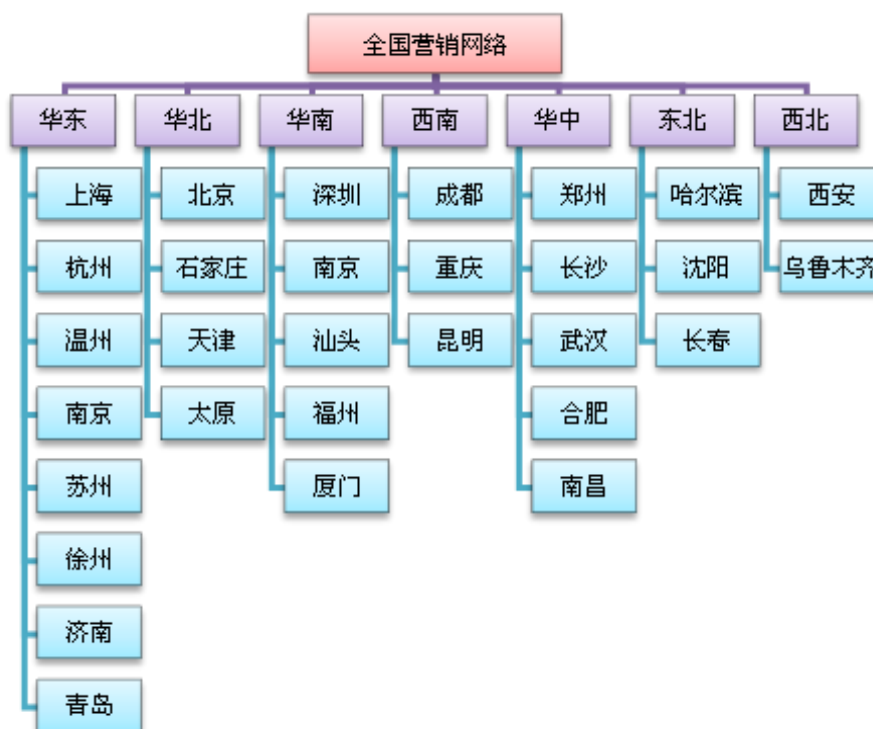 全国营销网络
华东
华北
华南
西南
华中
东北
西北
上海
北京
深圳
成都
郑州
哈尔滨
西安
杭州
石家庄
南京
重庆
长沙
沈阳
乌鲁木齐
温州
天津
汕头
昆明
武汉
长春
南京
太原
福州
合肥
苏州
厦门
南昌
徐州
济南
青岛